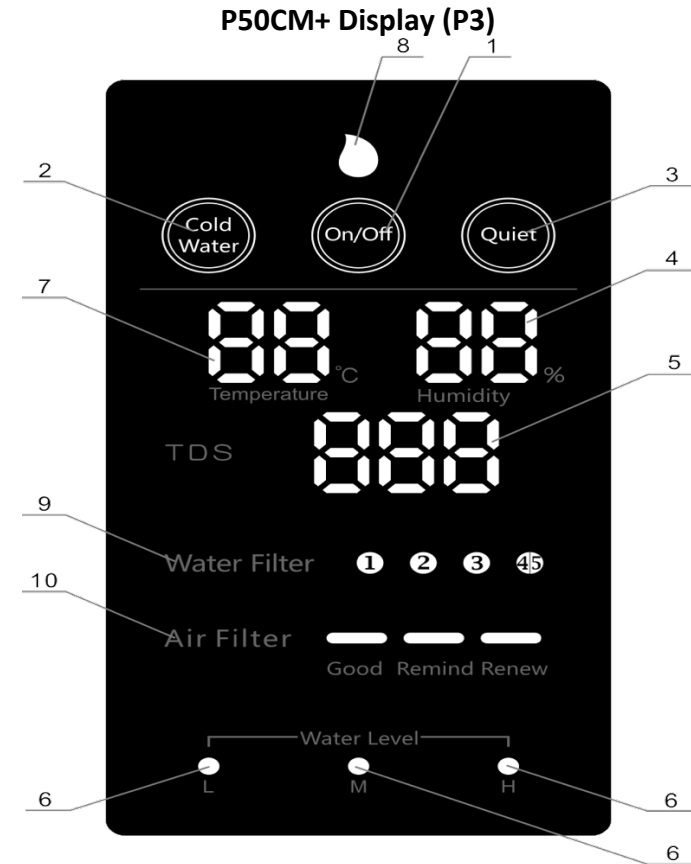 P50CM+ Display (P3)
8 1
2 3
Cold Water On/Off Quiet
4
7
88 °C 88 %
Temperature Humidity
5
TDS 888
9
Water Filter 1 2 3 45
10
Air Filter
Good Remind Renew
Water Level
L M H
6 6
6